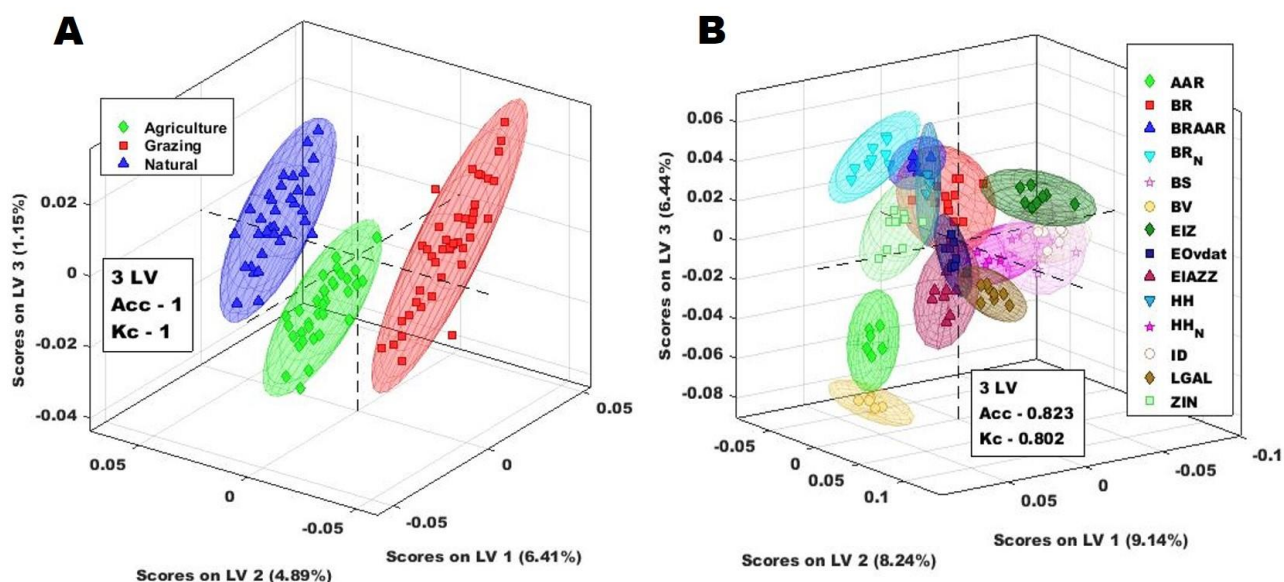 A
Agriculture
Grazing
Natural
3 LV
Acc - 1
Kc - 1
Scores on LV 3 (1.15%)
0.02
0
-0.02
-0.04
0.05
0
-0.05
Scores on LV 2 (4.89%)
-0.05
0
0.05
Scores on LV 1 (6.41%)
B
AAR
BR
BRAAR
BR_N
BS
BV
EIZ
EOvdat
EIAZZ
HH
HH_N
ID
LGAL
ZIN
3 LV
Acc - 0.823
Kc - 0.802
Scores on LV 3 (6.44%)
0.06
0.04
0.02
0
-0.02
-0.04
-0.06
-0.08
-0.05
0
0.05
0.1
Scores on LV 2 (8.24%)
0.05
0
-0.05
-0.1
Scores on LV 1 (9.14%)